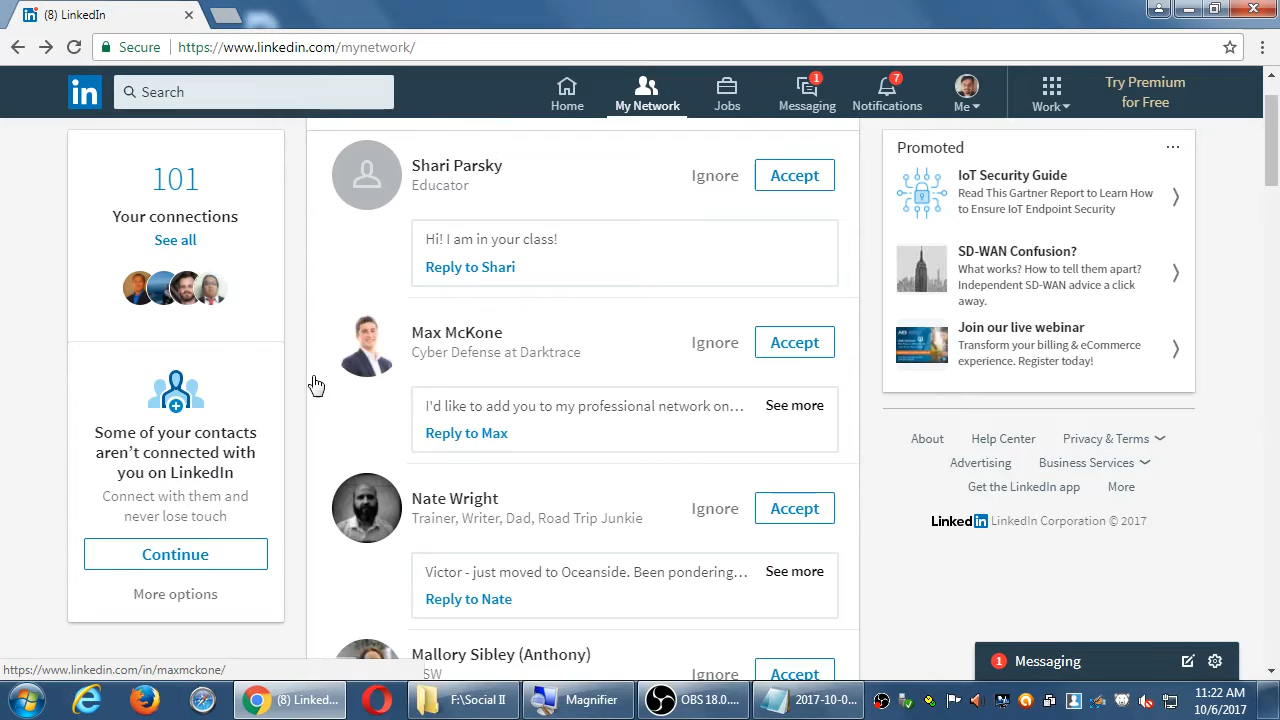 (8) LinkedIn
Secure
https://www.linkedin.com/mynetwork/
in
Search
Home
My Network
Jobs
1
Messaging
7
Notifications
Me
Work
Try Premium
for Free
101
Your connections
See all
Some of your contacts
aren't connected with
you on LinkedIn
Connect with them and
never lose touch
Continue
More options
Shari Parsky
Educator
Ignore
Accept
Hi! I am in your class!
Reply to Shari
Max McKone
Cyber Defense at Darktrace
Ignore
Accept
I'd like to add you to my professional network on...
See more
Reply to Max
Nate Wright
Trainer, Writer, Dad, Road Trip Junkie
Ignore
Accept
Victor - just moved to Oceanside. Been pondering...
See more
Reply to Nate
Mallory Sibley (Anthony)
SW
Ignore
Accept
Promoted
IoT Security Guide
Read This Gartner Report to Learn How
to Ensure IoT Endpoint Security
SD-WAN Confusion?
What works? How to tell them apart?
Independent SD-WAN advice a click
away.
Join our live webinar
Transform your billing & eCommerce
experience. Register today!
About
Help Center
Privacy & Terms
Advertising
Business Services
Get the LinkedIn app
More
LinkedIn LinkedIn Corporation © 2017
1
Messaging
https://www.linkedin.com/in/maxmckone/
(8) Linked...
F:\Social II
Magnifier
OBS 18.0....
2017-10-0...
11:22 AM
10/6/2017